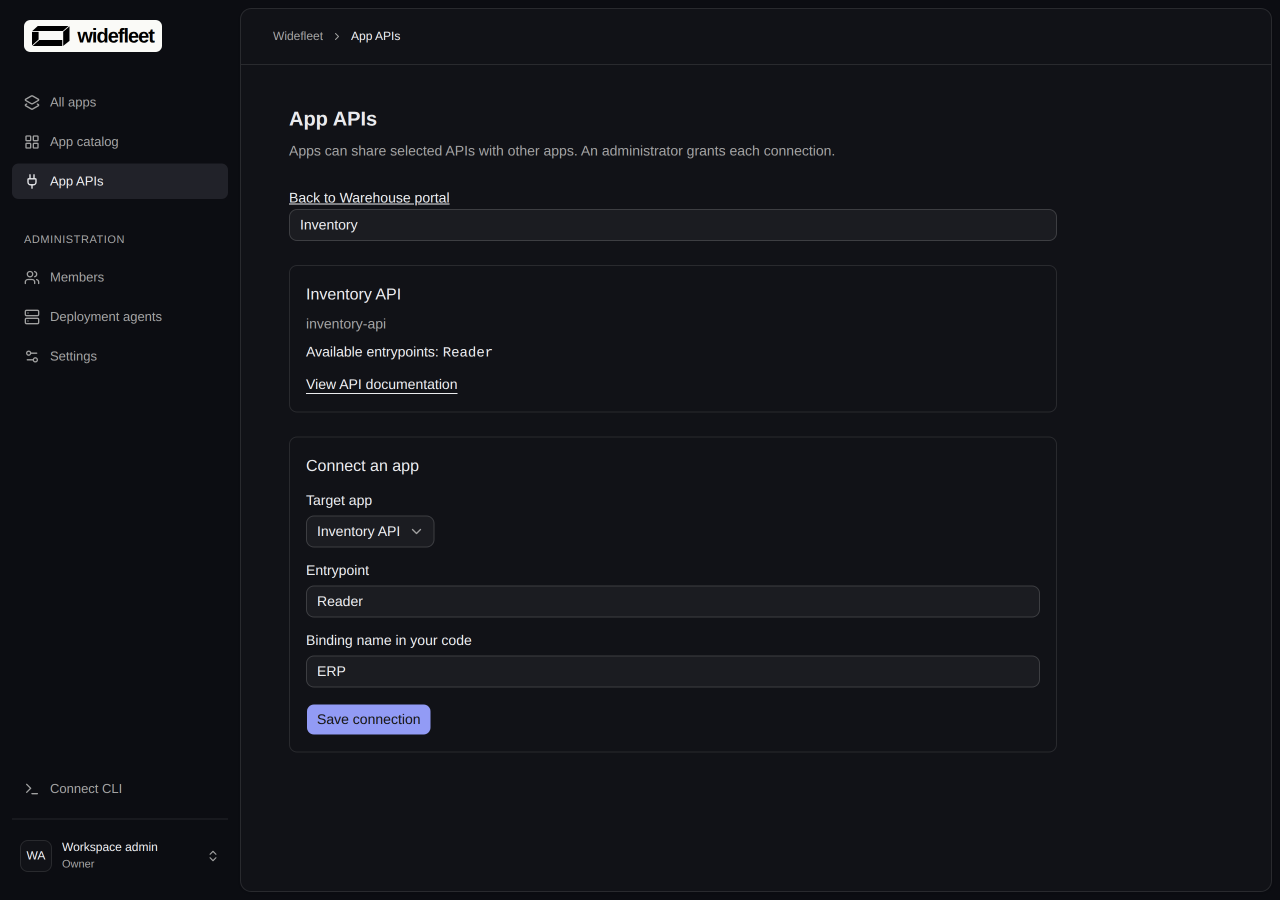 widefleet
All apps
App catalog
App APIs
ADMINISTRATION
Members
Deployment agents
Settings
Connect CLI
WA
Workspace admin
Owner
Widefleet
App APIs
App APIs
Apps can share selected APIs with other apps. An administrator grants each connection.
Back to Warehouse portal
Inventory
Inventory API
inventory-api
Available entrypoints: Reader
View API documentation
Connect an app
Target app
Inventory API
Entrypoint
Reader
Binding name in your code
ERP
Save connection